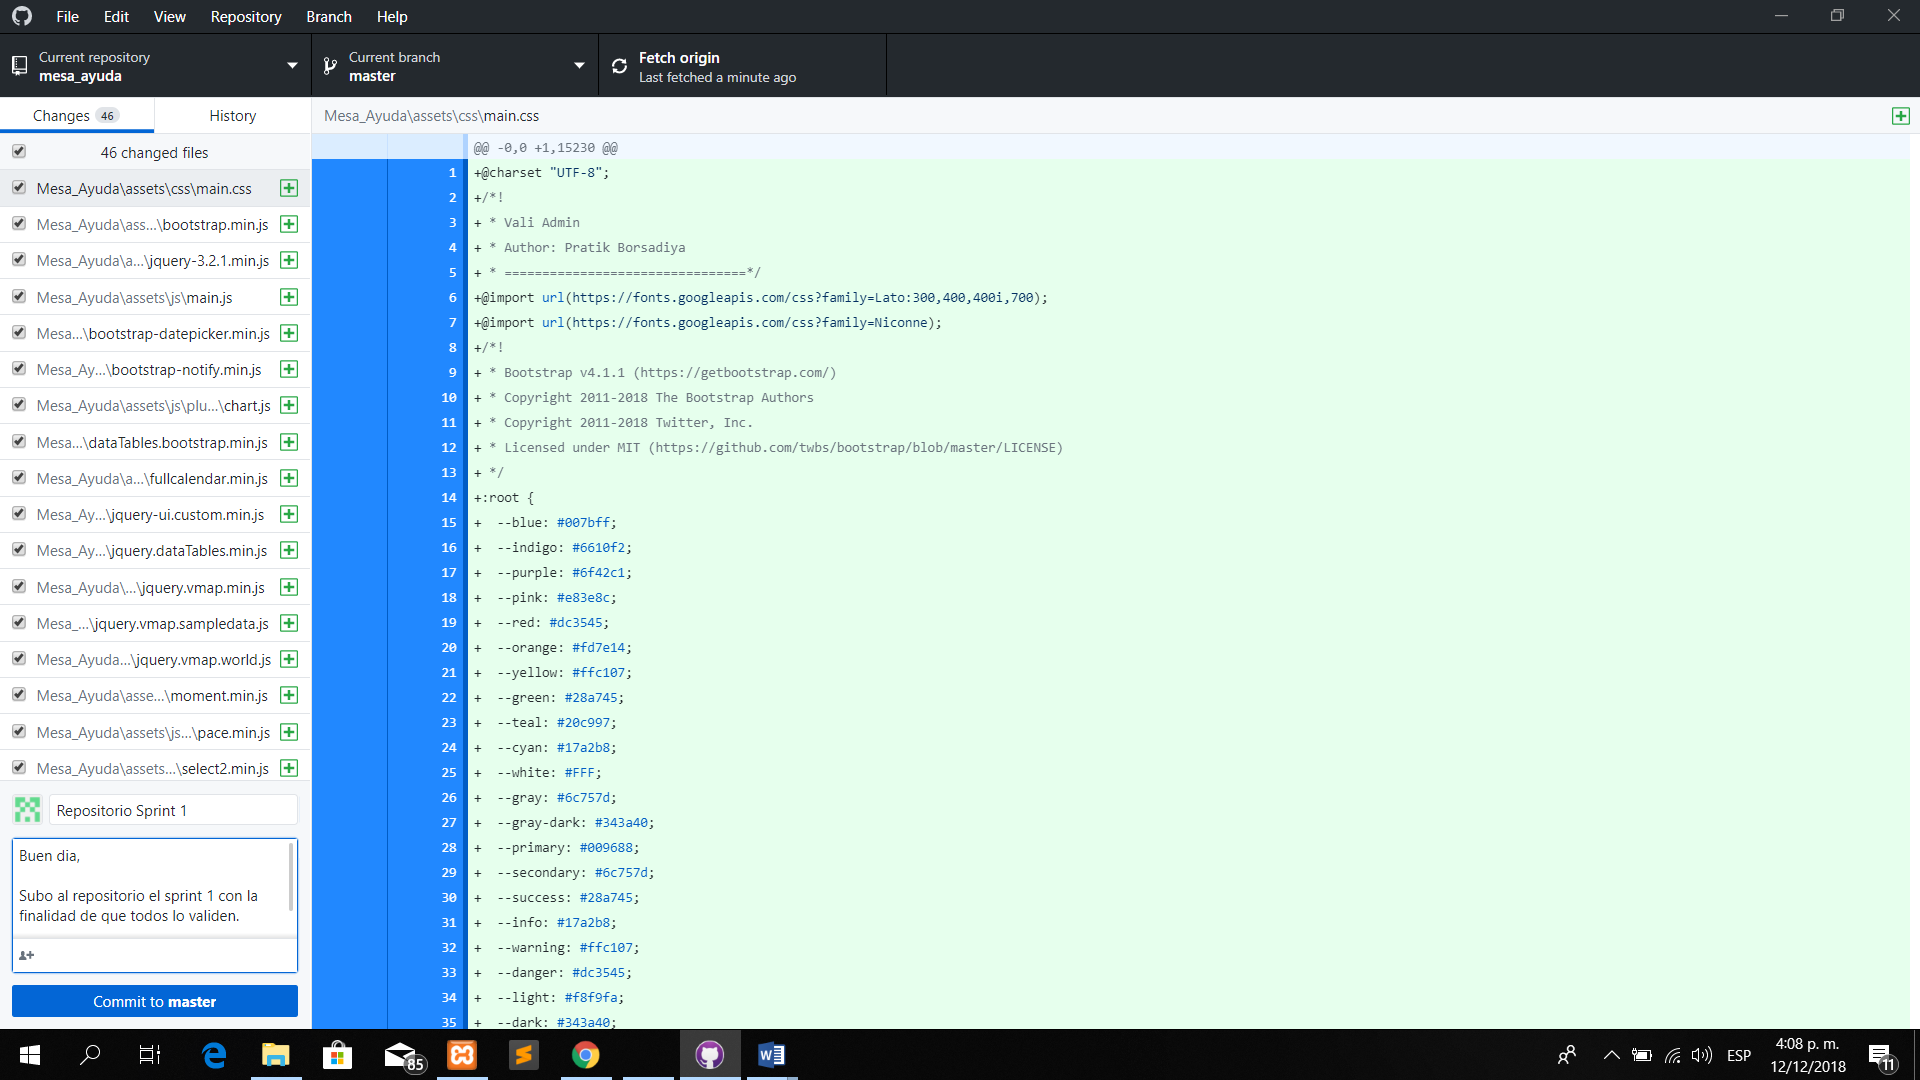 File Edit View Repository Branch Help
Current repository
mesa_ayuda
Current branch
master
Fetch origin
Last fetched a minute ago
Changes 46
History
Mesa_Ayuda\assets\css\main.css
46 changed files
Mesa_Ayuda\assets\css\main.css
Mesa_Ayuda\ass...\bootstrap.min.js
Mesa_Ayuda\a...\jquery-3.2.1.min.js
Mesa_Ayuda\assets\js\main.js
Mesa...\bootstrap-datepicker.min.js
Mesa_Ay...\bootstrap-notify.min.js
Mesa_Ayuda\assets\js\plu...\chart.js
Mesa...\dataTables.bootstrap.min.js
Mesa_Ayuda\a...\fullcalendar.min.js
Mesa_Ay...\jquery-ui.custom.min.js
Mesa_Ay...\jquery.dataTables.min.js
Mesa_Ayuda\...\jquery.vmap.min.js
Mesa_...\jquery.vmap.sampledata.js
Mesa_Ayuda...\jquery.vmap.world.js
Mesa_Ayuda\asse...\moment.min.js
Mesa_Ayuda\assets\js...\pace.min.js
Mesa_Ayuda\assets...\select2.min.js
Repositorio Sprint 1
Buen dia,
Subo al repositorio el sprint 1 con la
finalidad de que todos lo validen.
Commit to master
@@ -0,0 +1,15230 @@
1 +@charset "UTF-8";
2 +/*!
3 + * Vali Admin
4 + * Author: Pratik Borsadiya
5 + * ================================*/
6 +@import url(https://fonts.googleapis.com/css?family=Lato:300,400,400i,700);
7 +@import url(https://fonts.googleapis.com/css?family=Niconne);
8 +/*!
9 + * Bootstrap v4.1.1 (https://getbootstrap.com/)
10 + * Copyright 2011-2018 The Bootstrap Authors
11 + * Copyright 2011-2018 Twitter, Inc.
12 + * Licensed under MIT (https://github.com/twbs/bootstrap/blob/master/LICENSE)
13 + */
14 +:root {
15 +  --blue: #007bff;
16 +  --indigo: #6610f2;
17 +  --purple: #6f42c1;
18 +  --pink: #e83e8c;
19 +  --red: #dc3545;
20 +  --orange: #fd7e14;
21 +  --yellow: #ffc107;
22 +  --green: #28a745;
23 +  --teal: #20c997;
24 +  --cyan: #17a2b8;
25 +  --white: #FFF;
26 +  --gray: #6c757d;
27 +  --gray-dark: #343a40;
28 +  --primary: #009688;
29 +  --secondary: #6c757d;
30 +  --success: #28a745;
31 +  --info: #17a2b8;
32 +  --warning: #ffc107;
33 +  --danger: #dc3545;
34 +  --light: #f8f9fa;
35 +  --dark: #343a40;
85
ESP
4:08 p. m.
12/12/2018
11